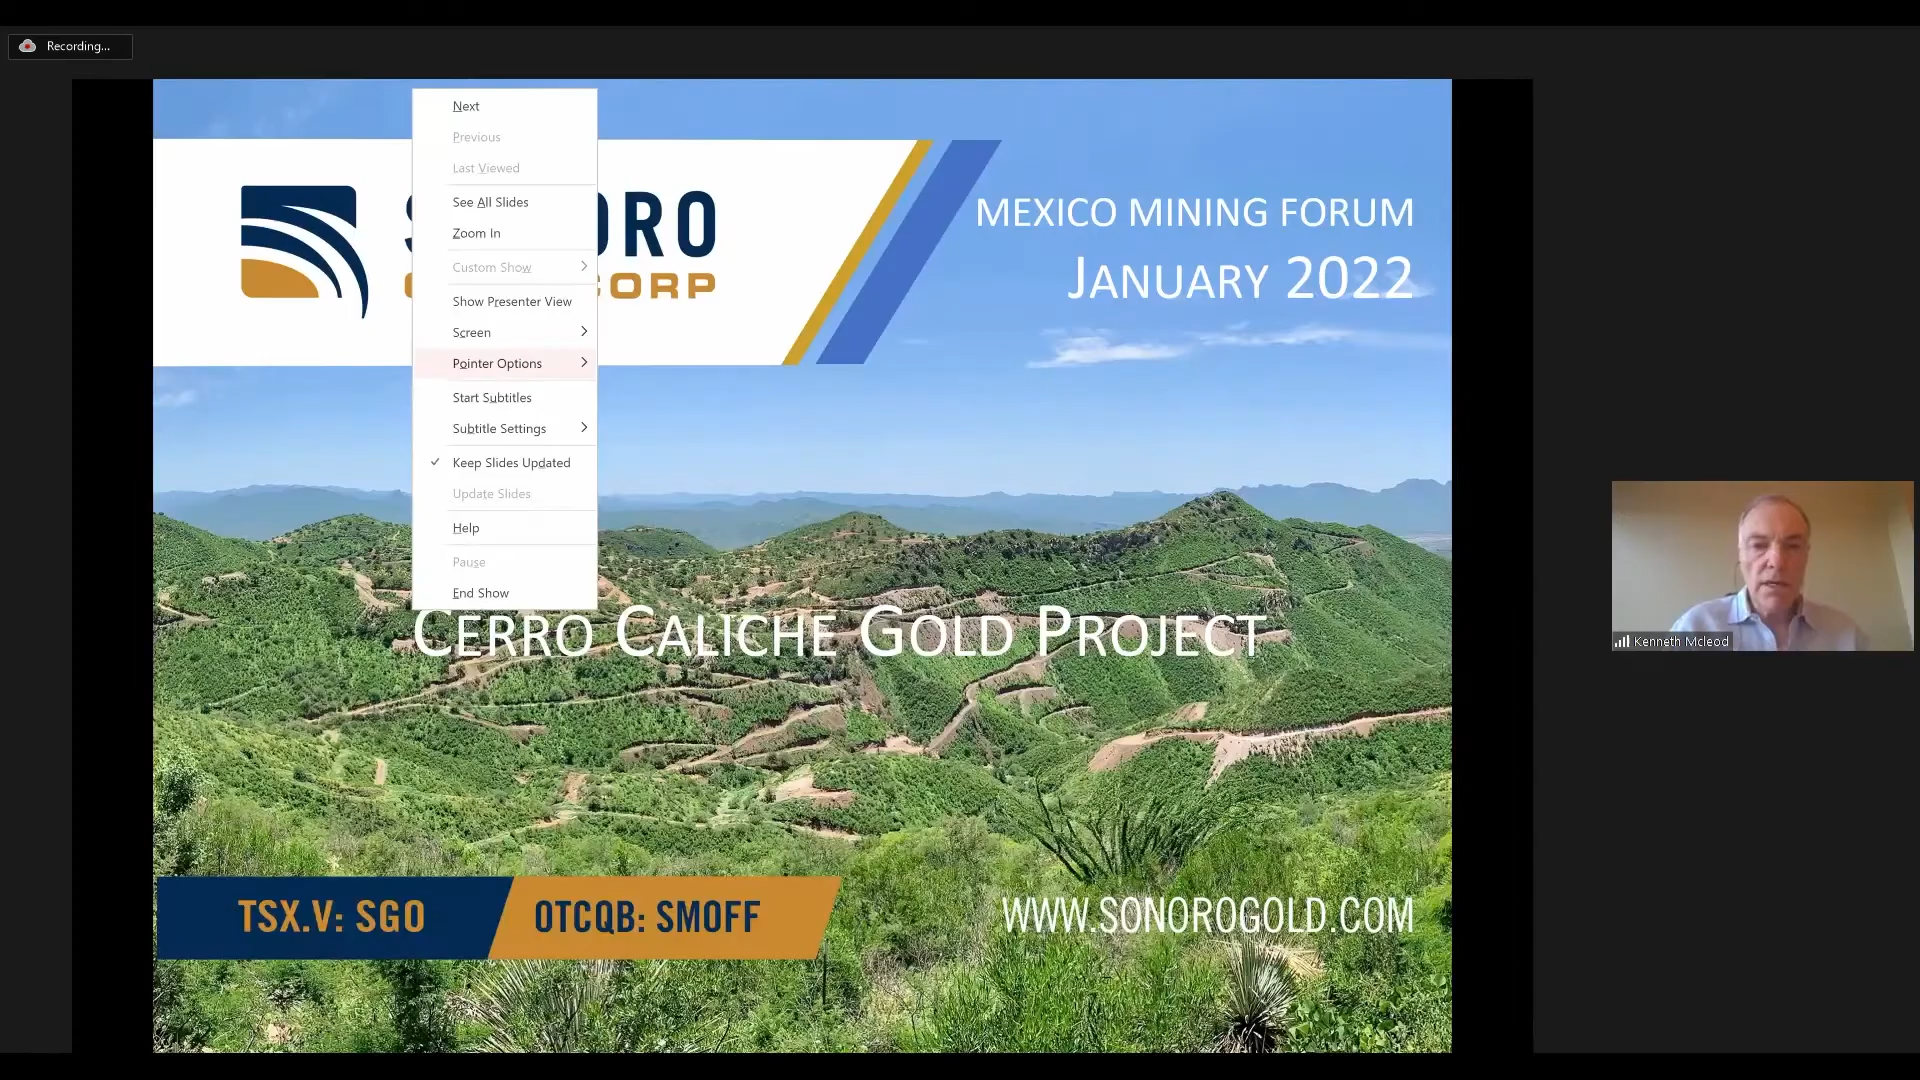 Recording...
Next
Previous
Last Viewed
See All Slides
Zoom In
Custom Show
Show Presenter View
Screen
Pointer Options
Start Subtitles
Subtitle Settings
Keep Slides Updated
Update Slides
Help
Pause
End Show
MEXICO MINING FORUM
JANUARY 2022
CERRO CALICHE GOLD PROJECT
TSX.V: SGO
OTCQB: SMOFF
WWW.SONOROGOLD.COM
Kenneth Mcleod